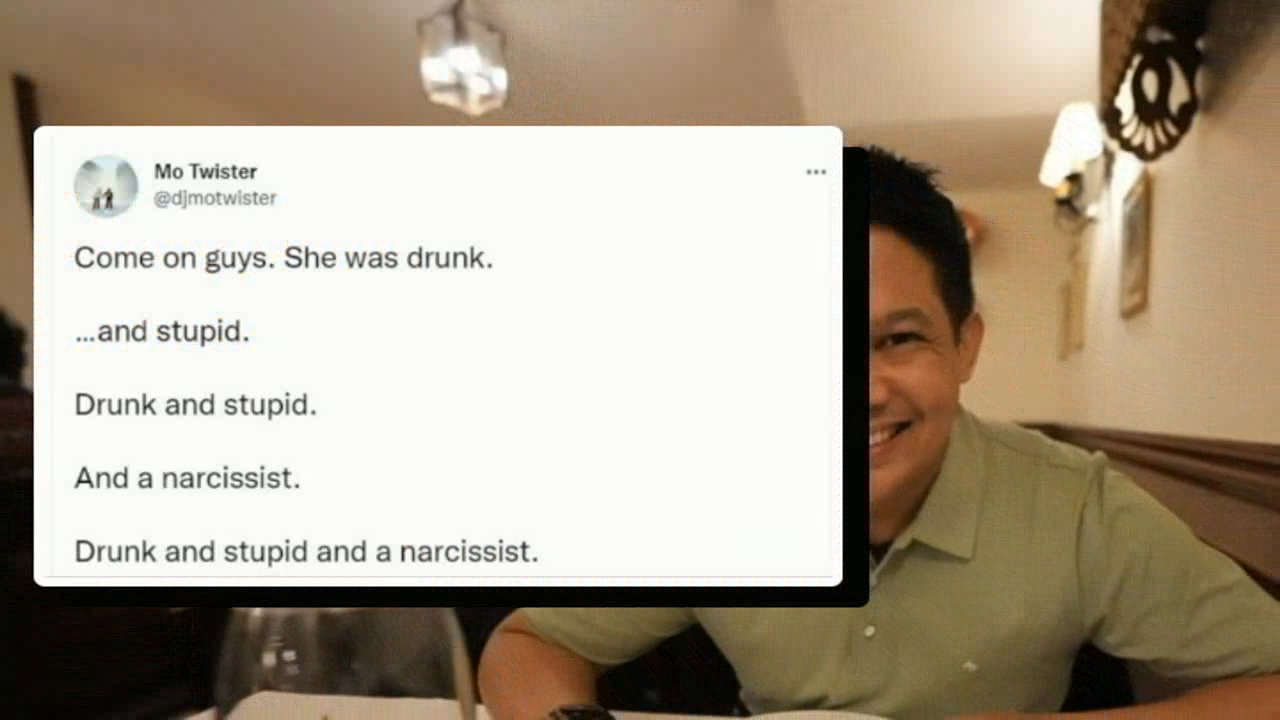 Mo Twister
@djmotwister
Come on guys. She was drunk.
...and stupid.
Drunk and stupid.
And a narcissist.
Drunk and stupid and a narcissist.